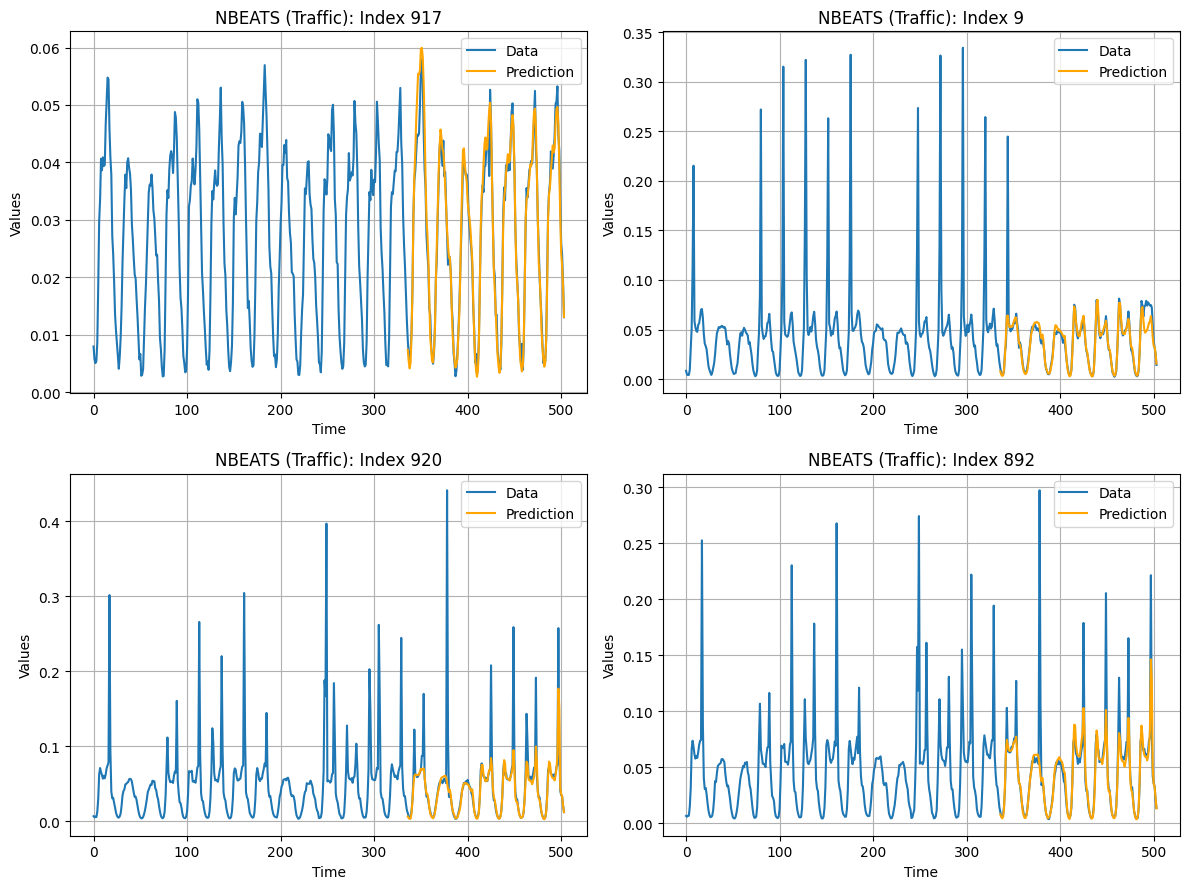 NBEATS (Traffic): Index 917
0.06
0.05
0.04
0.03
0.02
0.01
0.00
Values
Data
Prediction
0 100 200 300 400 500
Time
NBEATS (Traffic): Index 9
0.35
0.30
0.25
0.20
0.15
0.10
0.05
0.00
Values
Data
Prediction
0 100 200 300 400 500
Time
NBEATS (Traffic): Index 920
0.4
0.3
0.2
0.1
0.0
Values
Data
Prediction
0 100 200 300 400 500
Time
NBEATS (Traffic): Index 892
0.30
0.25
0.20
0.15
0.10
0.05
0.00
Values
Data
Prediction
0 100 200 300 400 500
Time